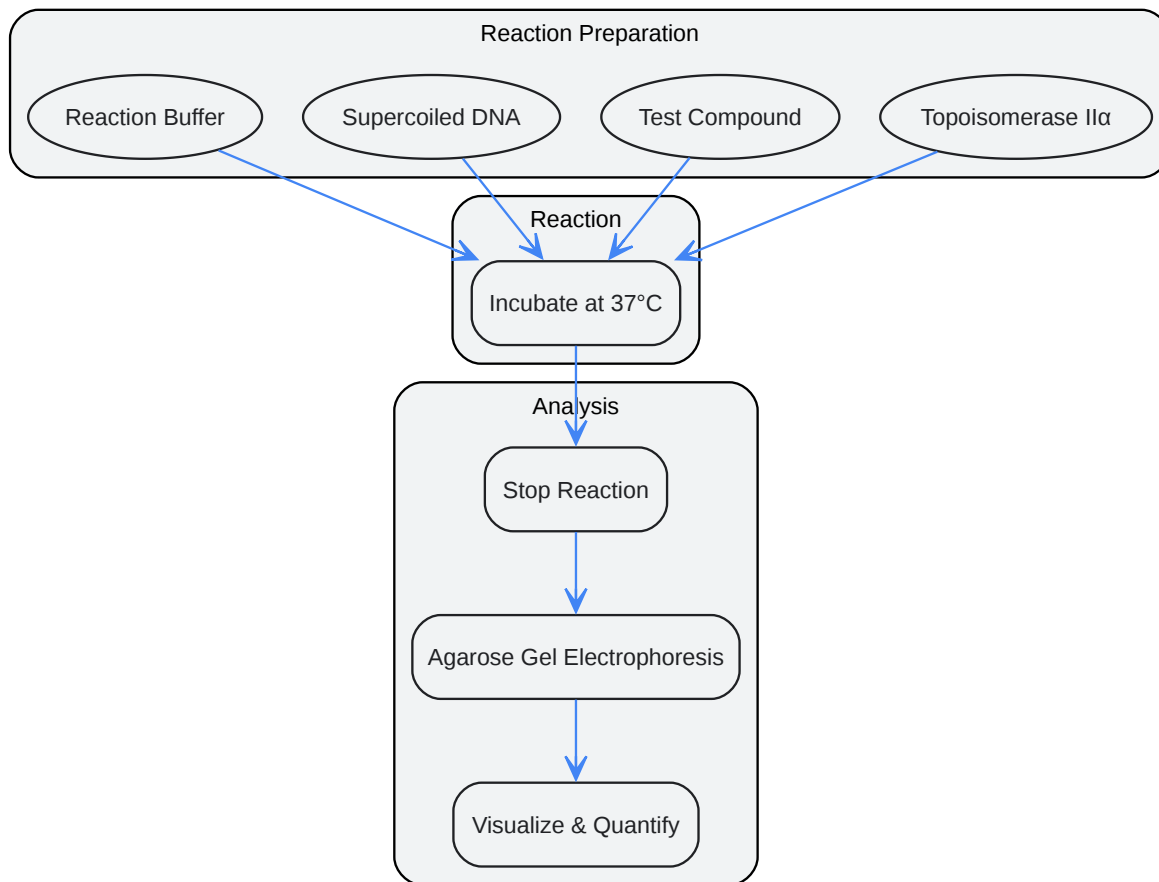 Reaction Preparation
Reaction Buffer
Supercoiled DNA
Test Compound
Topoisomerase IIα
Reaction
Incubate at 37°C
Analysis
Stop Reaction
Agarose Gel Electrophoresis
Visualize & Quantify